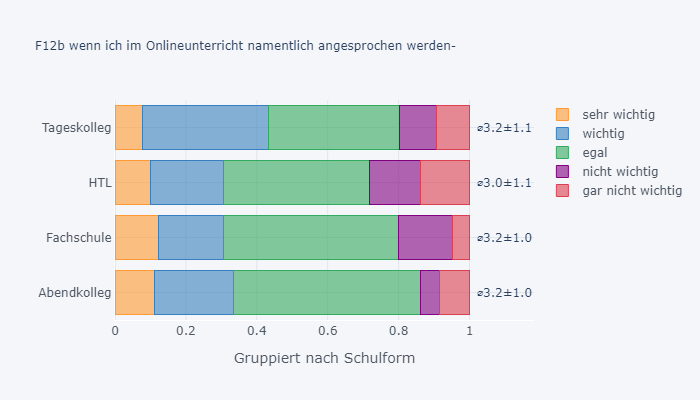 F12b wenn ich im Onlineunterricht namentlich angesprochen werden-
Tageskolleg
⌀3.2±1.1
HTL
⌀3.0±1.1
Fachschule
⌀3.2±1.0
Abendkolleg
⌀3.2±1.0
0 0.2 0.4 0.6 0.8 1
Gruppiert nach Schulform
sehr wichtig
wichtig
egal
nicht wichtig
gar nicht wichtig